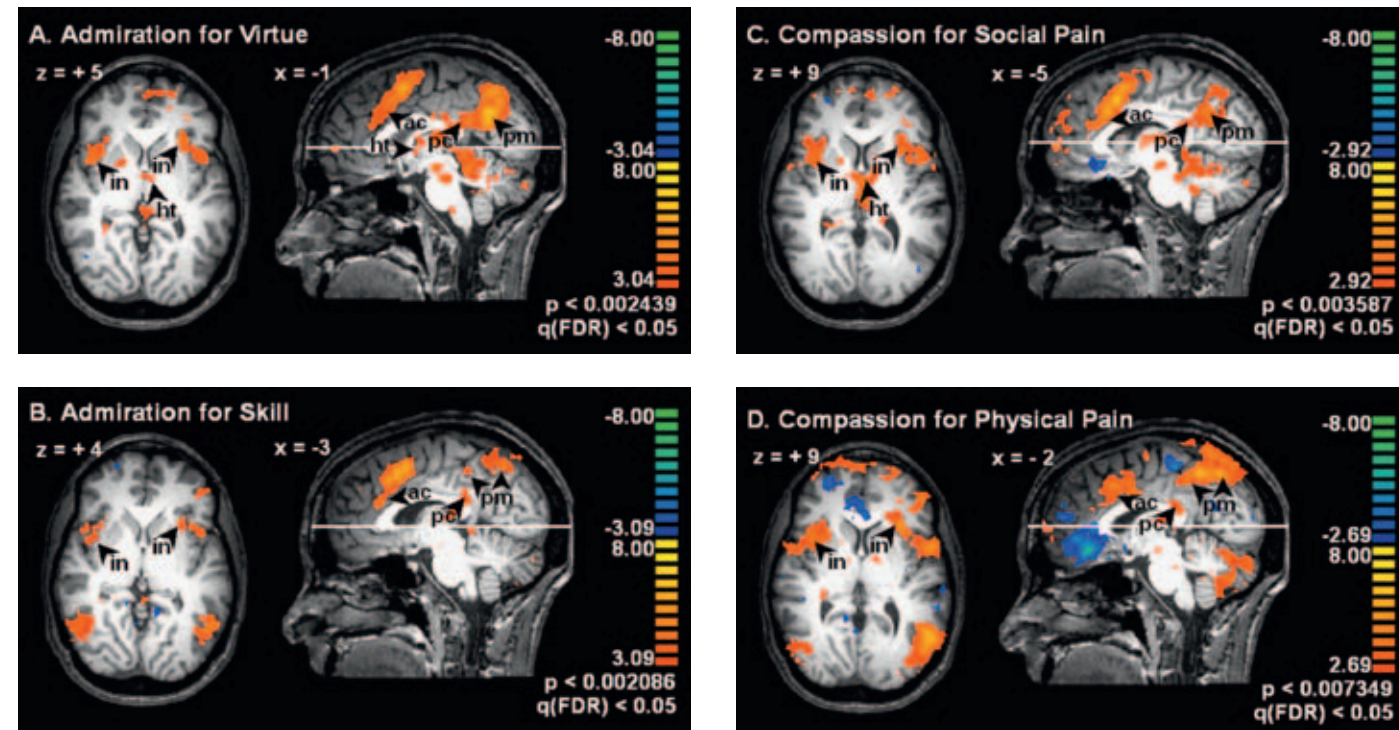 A. Admiration for Virtue
z = + 5
x = -1
ac
ht
pc
pm
in
in
ht
-8.00
-3.04
8.00
3.04
p < 0.002439
q(FDR) < 0.05
C. Compassion for Social Pain
z = + 9
x = -5
ac
pc
pm
in
in
ht
-8.00
-2.92
8.00
2.92
p < 0.003587
q(FDR) < 0.05
B. Admiration for Skill
z = + 4
x = -3
ac
pm
pc
in
in
-8.00
-3.09
8.00
3.09
p < 0.002086
q(FDR) < 0.05
D. Compassion for Physical Pain
z = + 9
x = - 2
ac
pm
pc
in
in
-8.00
-2.69
8.00
2.69
p < 0.007349
q(FDR) < 0.05